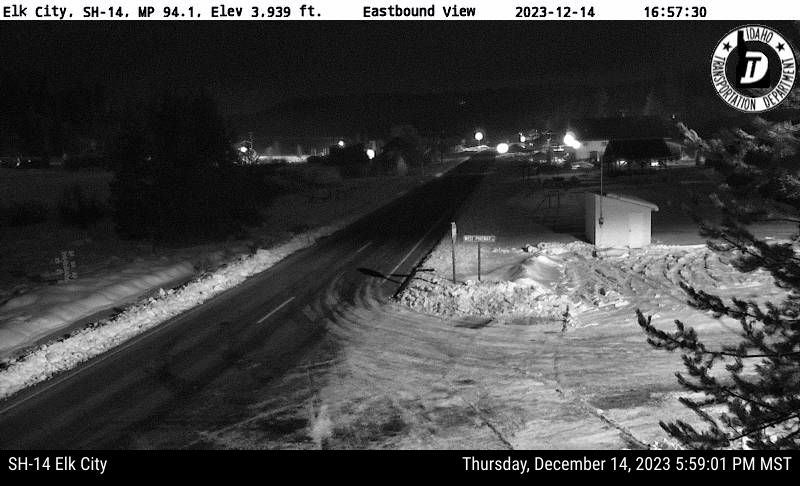 Elk City, SH-14, MP 94.1, Elev 3,939 ft. Eastbound View 2023-12-14 16:57:30
IDAHO
TRANSPORTATION DEPARTMENT
SH-14 Elk City Thursday, December 14, 2023 5:59:01 PM MST